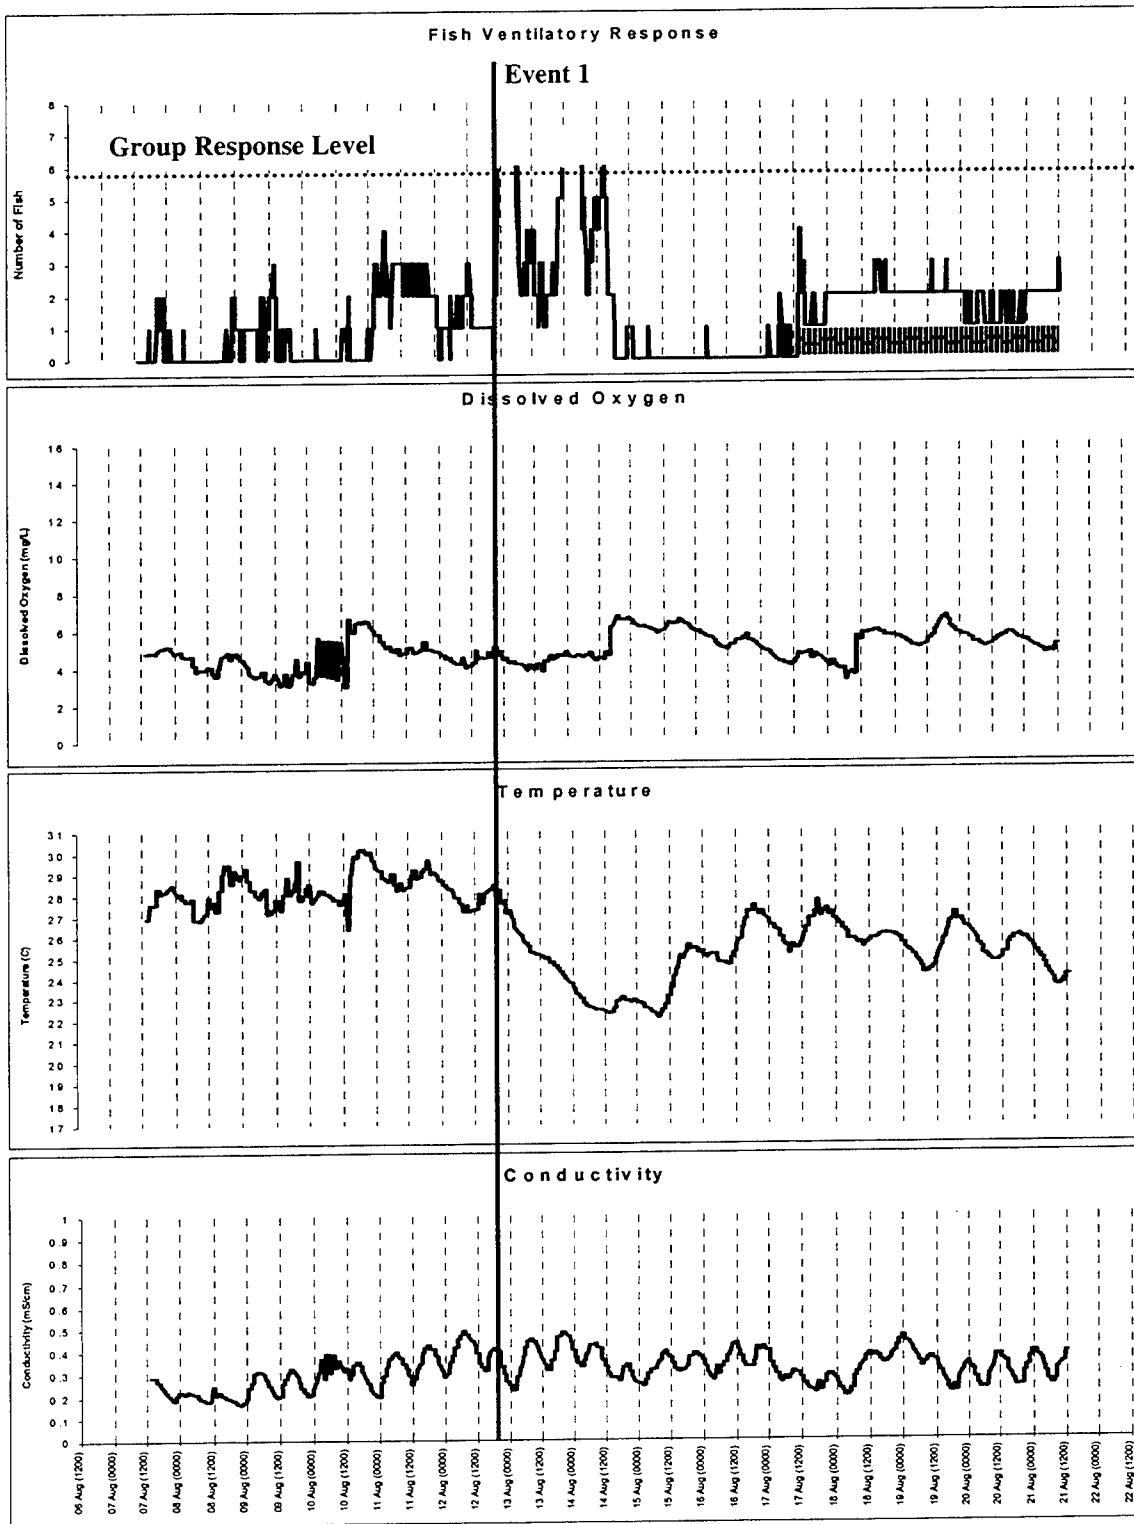 Fish Ventilatory Response
Event 1
Group Response Level
Number of Fish
8
7
6
5
4
3
2
1
0
Dissolved Oxygen
Dissolved Oxygen (mg/L)
16
14
12
10
8
6
4
2
0
Temperature
Temperature (C)
31
30
29
28
27
26
25
24
23
22
21
20
19
18
17
Conductivity
Conductivity (mS/cm)
1
0.9
0.8
0.7
0.6
0.5
0.4
0.3
0.2
0.1
0
06 Aug (1200)
07 Aug (0000)
07 Aug (1200)
08 Aug (0000)
08 Aug (1200)
09 Aug (0000)
09 Aug (1200)
10 Aug (0000)
10 Aug (1200)
11 Aug (0000)
11 Aug (1200)
12 Aug (0000)
12 Aug (1200)
13 Aug (0000)
13 Aug (1200)
14 Aug (0000)
14 Aug (1200)
15 Aug (0000)
15 Aug (1200)
16 Aug (0000)
16 Aug (1200)
17 Aug (0000)
17 Aug (1200)
18 Aug (0000)
18 Aug (1200)
19 Aug (0000)
19 Aug (1200)
20 Aug (0000)
20 Aug (1200)
21 Aug (0000)
21 Aug (1200)
22 Aug (0000)
22 Aug (1200)